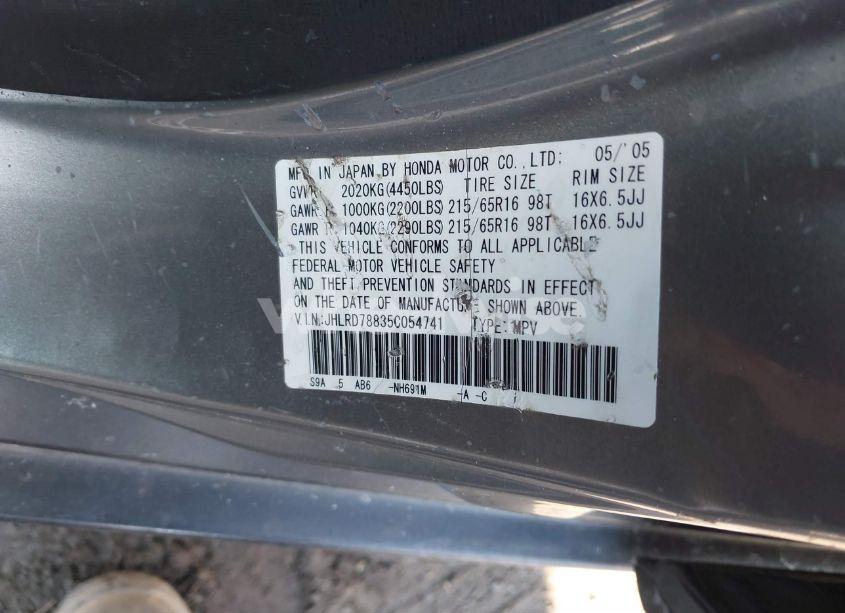 MFD IN JAPAN BY HONDA MOTOR CO., LTD: 05/'05
2020KG(4450LBS) TIRE SIZE RIM SIZE
GAWR 1000KG(2200LBS) 215/65R16 98T 16X6.5JJ
GAWR 1040KG(2290LBS) 215/65R16 98T 16X6.5JJ
THIS VEHICLE CONFORMS TO ALL APPLICABLE
FEDERAL MOTOR VEHICLE SAFETY
AND THEFT PREVENTION STANDARDS IN EFFECT
ON THE DATE OF MANUFACTURE SHOWN ABOVE.
V.I.N:JHLRD78835C054741 TYPE:MPV
S9A 5 AB6 -NH691M -A -C